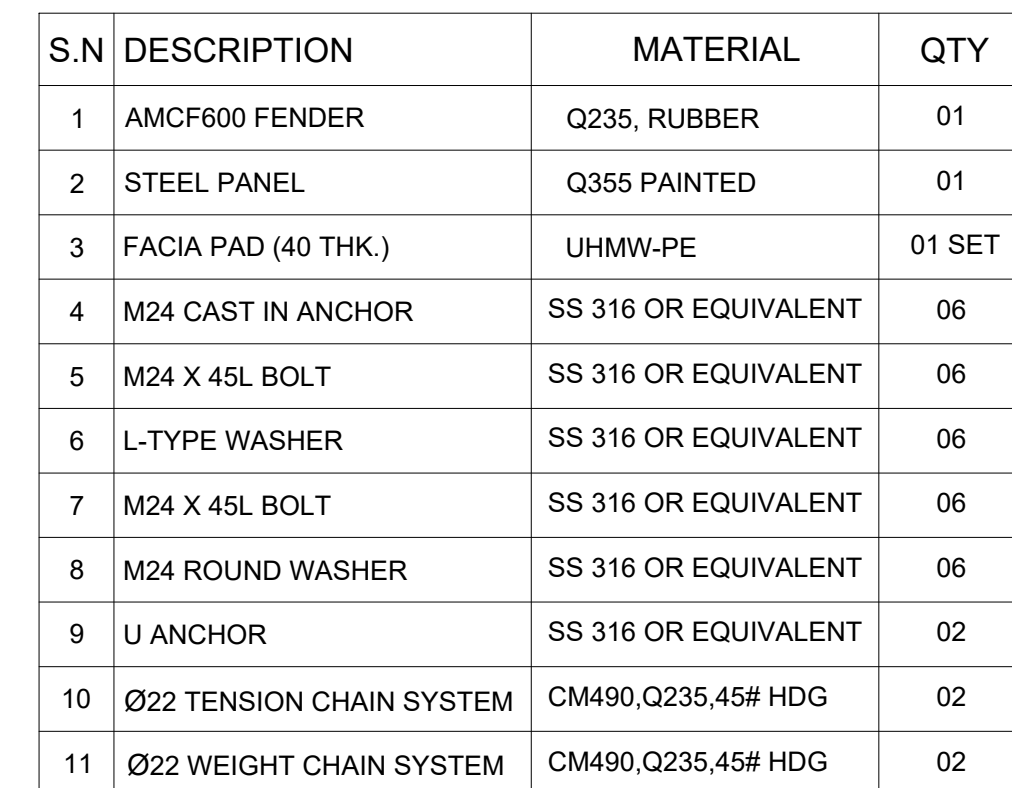 S.N DESCRIPTION MATERIAL QTY
1 AMCF600 FENDER Q235, RUBBER 01
2 STEEL PANEL Q355 PAINTED 01
3 FACIA PAD (40 THK.) UHMW-PE 01 SET
4 M24 CAST IN ANCHOR SS 316 OR EQUIVALENT 06
5 M24 X 45L BOLT SS 316 OR EQUIVALENT 06
6 L-TYPE WASHER SS 316 OR EQUIVALENT 06
7 M24 X 45L BOLT SS 316 OR EQUIVALENT 06
8 M24 ROUND WASHER SS 316 OR EQUIVALENT 06
9 U ANCHOR SS 316 OR EQUIVALENT 02
10 Ø22 TENSION CHAIN SYSTEM CM490,Q235,45# HDG 02
11 Ø22 WEIGHT CHAIN SYSTEM CM490,Q235,45# HDG 02